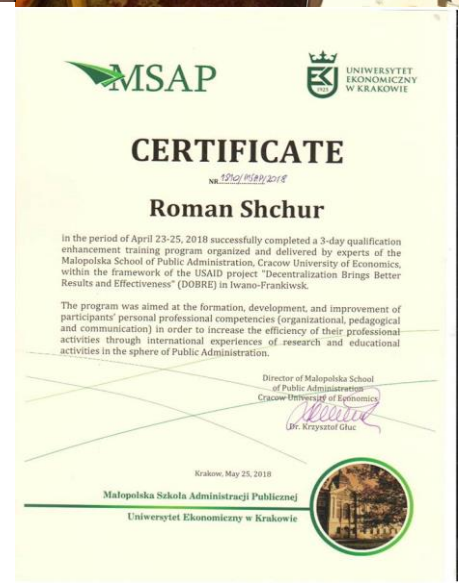 MSAP
UNIWERSYTET
EKONOMICZNY
W KRAKOWIE
1925
CERTIFICATE
NR 1910/MSAP/2018
Roman Shchur
in the period of April 23-25, 2018 successfully completed a 3-day qualification
enhancement training program organized and delivered by experts of the
Malopolska School of Public Administration, Cracow University of Economics,
within the framework of the USAID project "Decentralization Brings Better
Results and Effectiveness" (DOBRE) in Iwano-Frankiwsk.
The program was aimed at the formation, development, and improvement of
participants' personal professional competencies (organizational, pedagogical
and communication) in order to increase the efficiency of their professional
activities through international experiences of research and educational
activities in the sphere of Public Administration.
Director of Malopolska School
of Public Administration
Cracow University of Economics
Dr. Krzysztof Głuc
Krakow, May 25, 2018
Małopolska Szkoła Administracji Publicznej
Uniwersytet Ekonomiczny w Krakowie